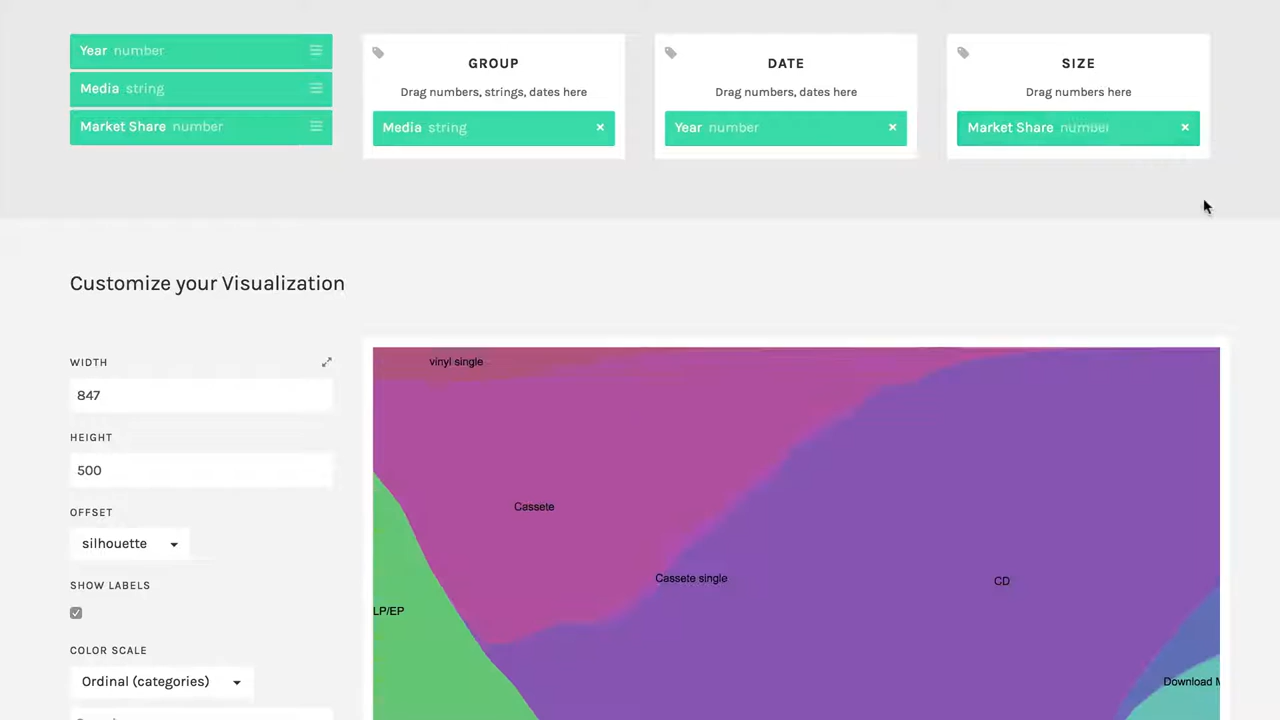 Year number
Media string
Market Share number
GROUP
Drag numbers, strings, dates here
Media string
DATE
Drag numbers, dates here
Year number
SIZE
Drag numbers here
Market Share number
Customize your Visualization
WIDTH
847
HEIGHT
500
OFFSET
silhouette
SHOW LABELS
COLOR SCALE
Ordinal (categories)
vinyl single
Cassete
Cassete single
CD
LP/EP
Download M